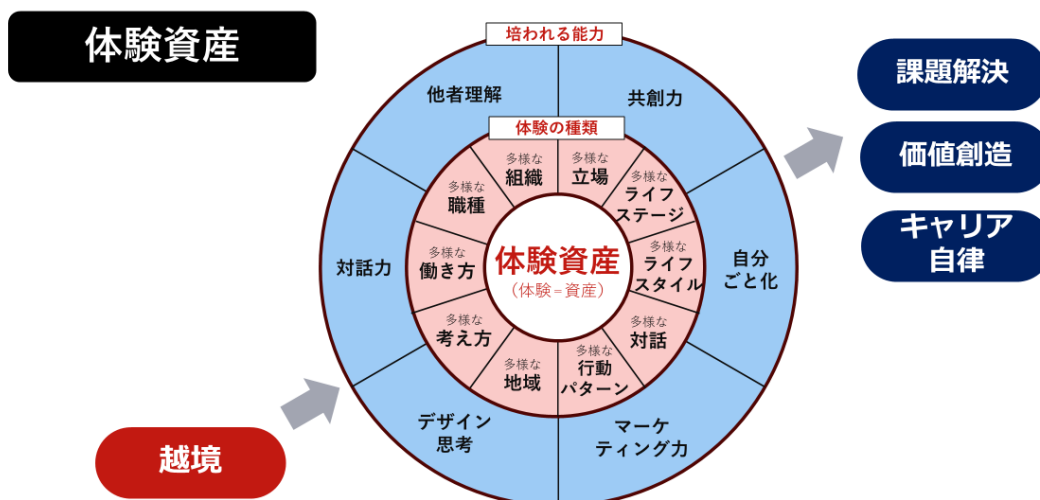 体験資産
培われる能力
他者理解
共創力
体験の種類
多様な
組織
多様な
立場
多様な
職種
多様な
ライフ
ステージ
対話力
多様な
働き方
体験資産
(体験=資産)
多様な
ライフ
スタイル
自分
ごと化
多様な
考え方
多様な
対話
多様な
地域
多様な
行動
パターン
デザイン
思考
マーケ
ティング力
越境
課題解決
価値創造
キャリア
自律